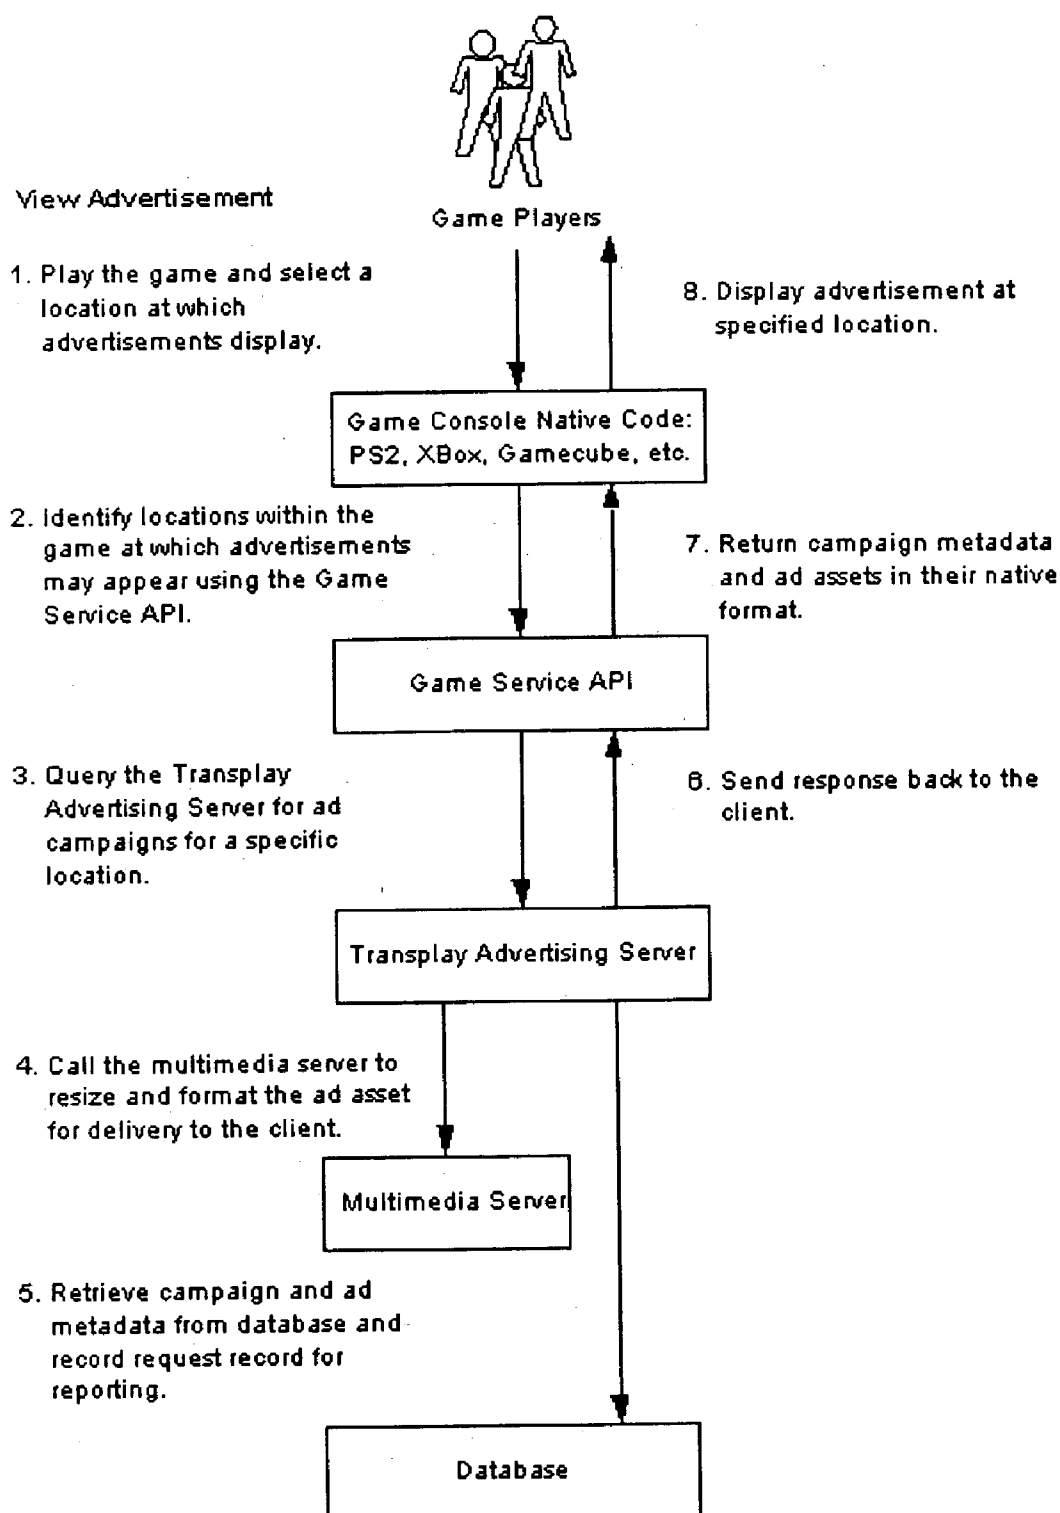 View Advertisement
Game Players
1. Play the game and select a
location at which
advertisements display.
8. Display advertisement at
specified location.
Game Console Native Code:
PS2, XBox, Gamecube, etc.
2. Identify locations within the
game at which advertisements
may appear using the Game
Service API.
7. Return campaign metadata
and ad assets in their native
format.
Game Service API
3. Query the Transplay
Advertising Server for ad
campaigns for a specific
location.
6. Send response back to the
client.
Transplay Advertising Server
4. Call the multimedia server to
resize and format the ad asset
for delivery to the client.
Multimedia Server
5. Retrieve campaign and ad
metadata from database and
record request record for
reporting.
Database